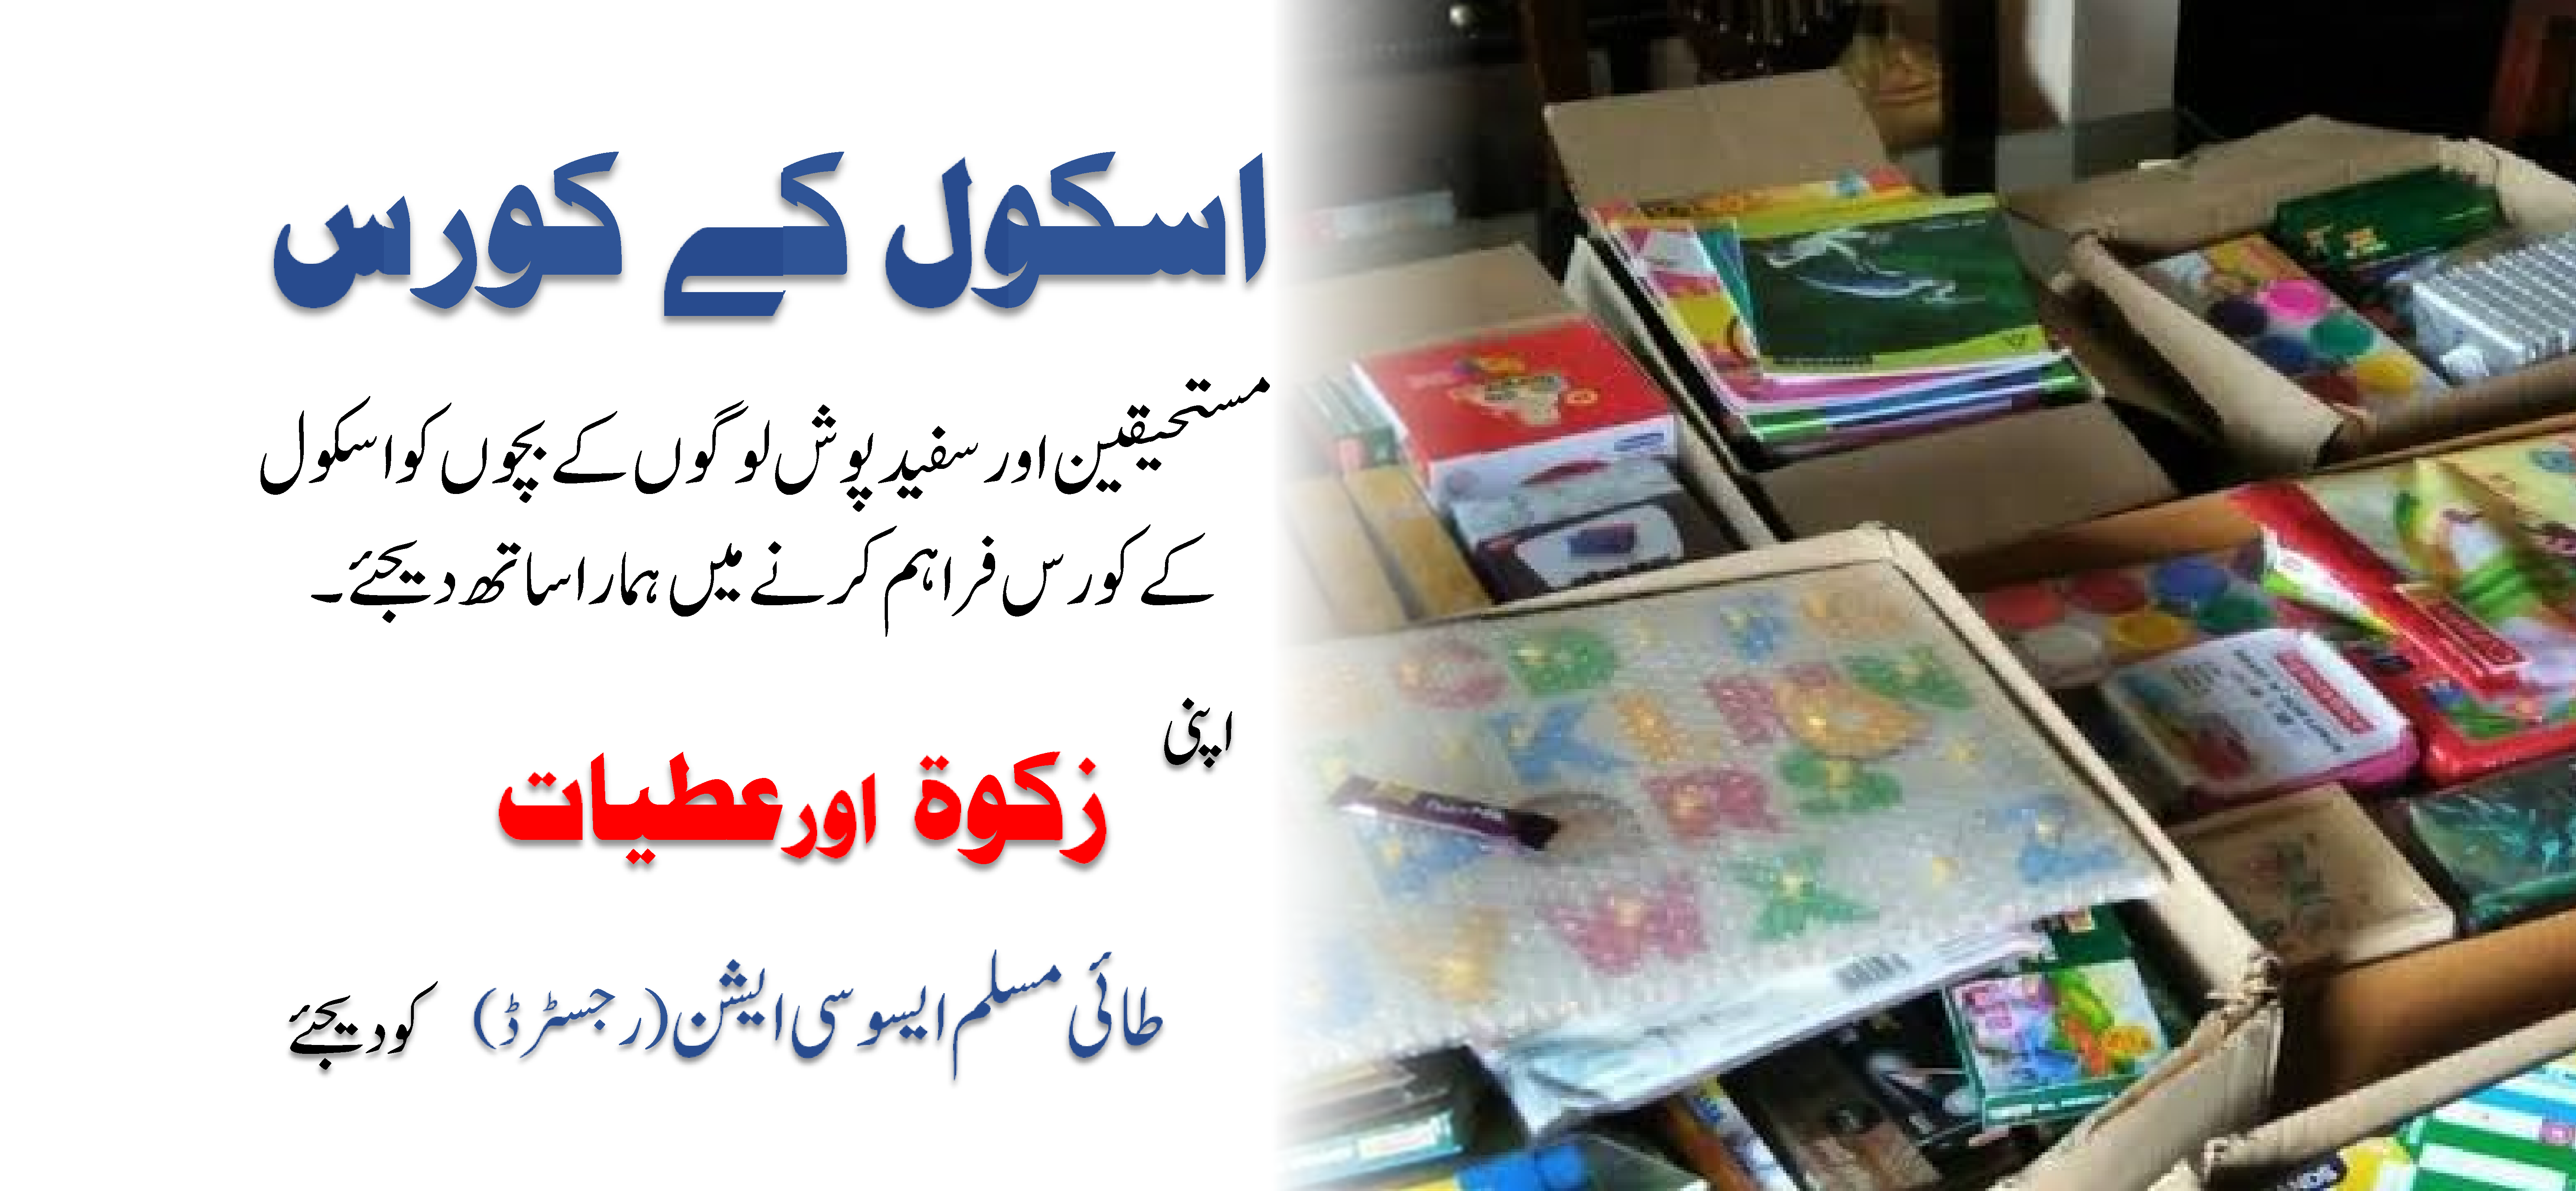 اسکول کے کورس
مستحیقین اور سفید پوش لوگوں کے بچوں کو اسکول
کے کورس فراہم کرنے میں ہمارا ساتھ دیجئے۔
اپنی
زکوۃ اور عطیات
طائی مسلم ایسوسی ایشن (رجسٹرڈ) کو دیجئے